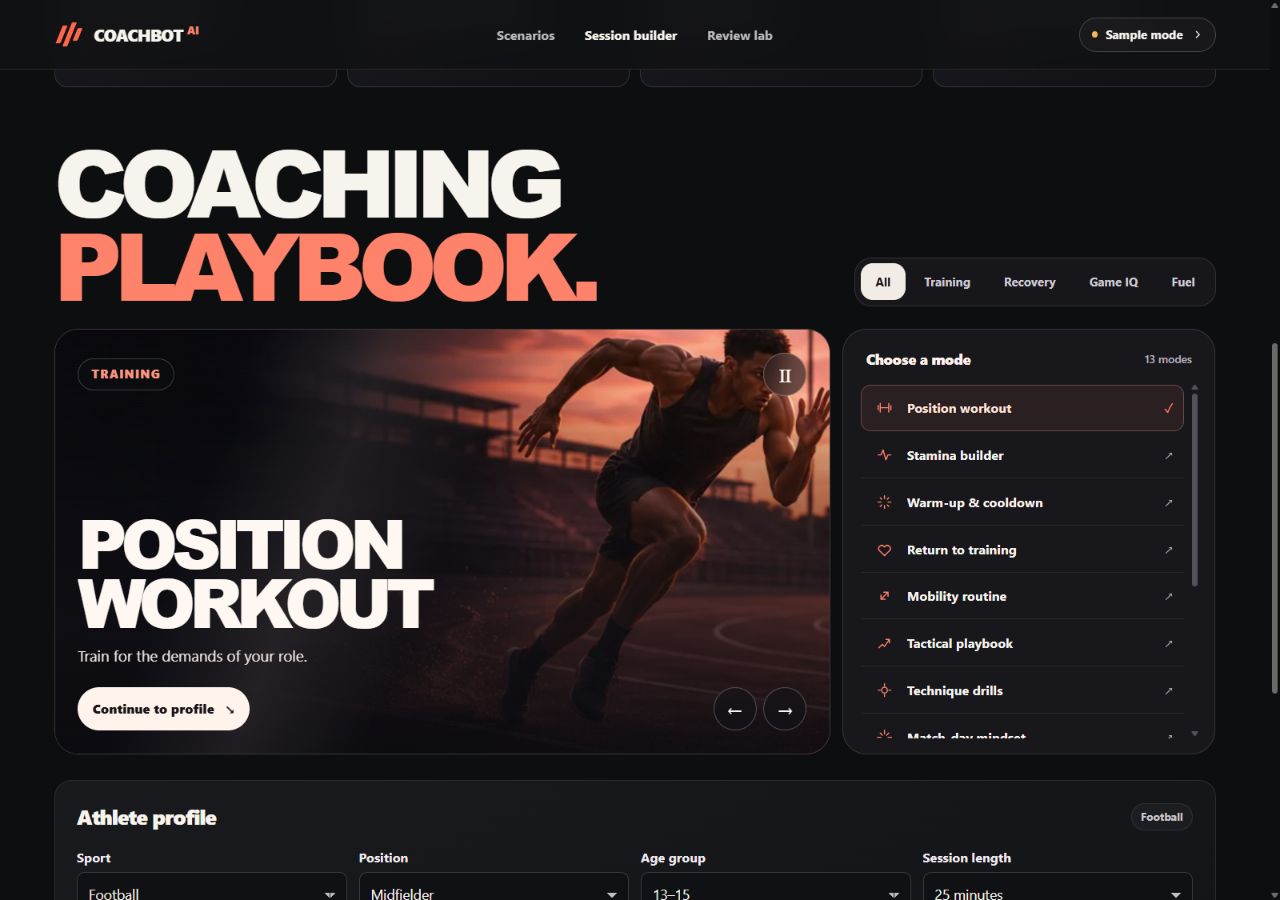 COACHBOT AI
Scenarios
Session builder
Review lab
Sample mode
COACHING
PLAYBOOK.
All
Training
Recovery
Game IQ
Fuel
TRAINING
POSITION
WORKOUT
Train for the demands of your role.
Continue to profile
Choose a mode
13 modes
Position workout
Stamina builder
Warm-up & cooldown
Return to training
Mobility routine
Tactical playbook
Technique drills
Match-day mindset
Athlete profile
Football
Sport
Position
Age group
Session length
Football
Midfielder
13–15
25 minutes